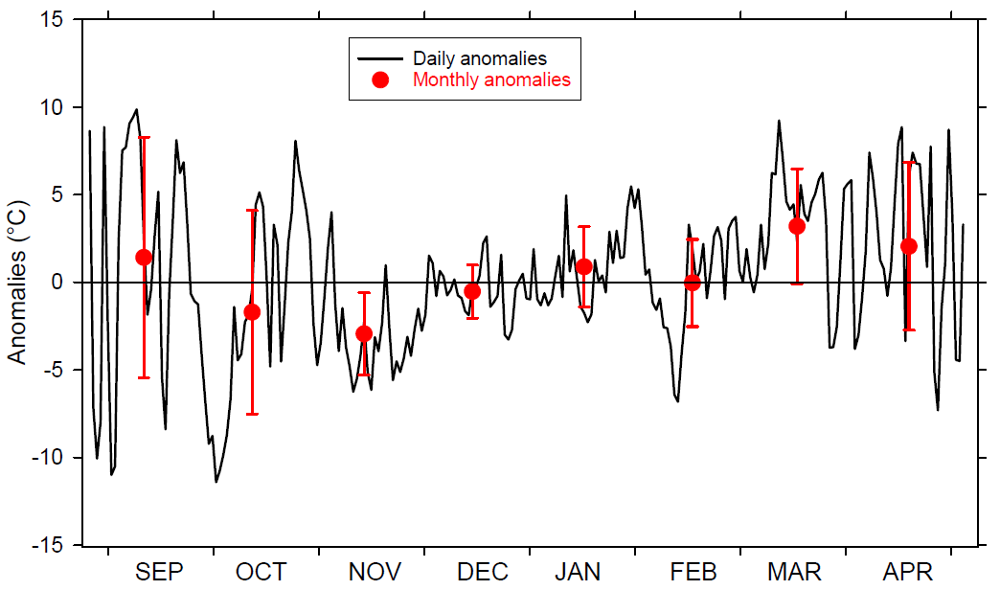 15
Daily anomalies
Monthly anomalies
10
5
0
-5
-10
-15
Anomalies (°C)
SEP OCT NOV DEC JAN FEB MAR APR